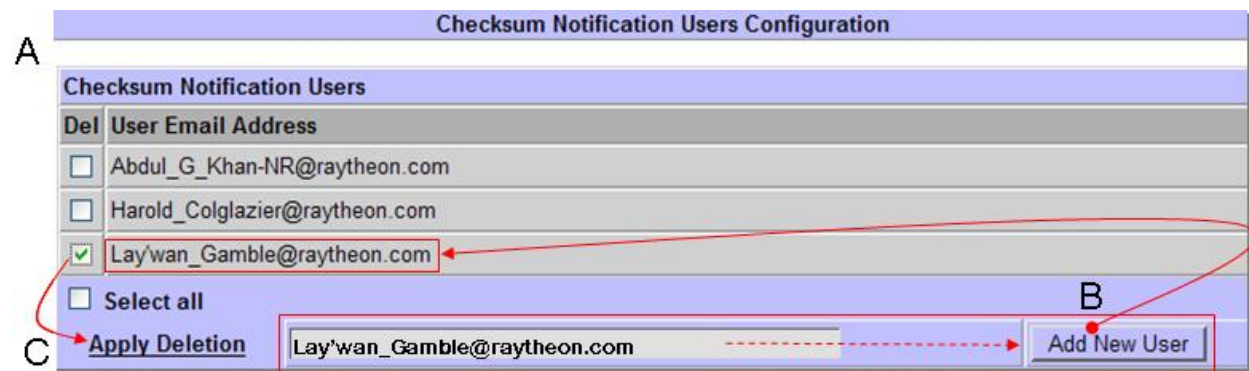 Checksum Notification Users Configuration
A
Checksum Notification Users
Del User Email Address
Abdul_G_Khan-NR@raytheon.com
Harold_Colglazier@raytheon.com
Lay'wan_Gamble@raytheon.com
Select all
B
C Apply Deletion Lay'wan_Gamble@raytheon.com Add New User